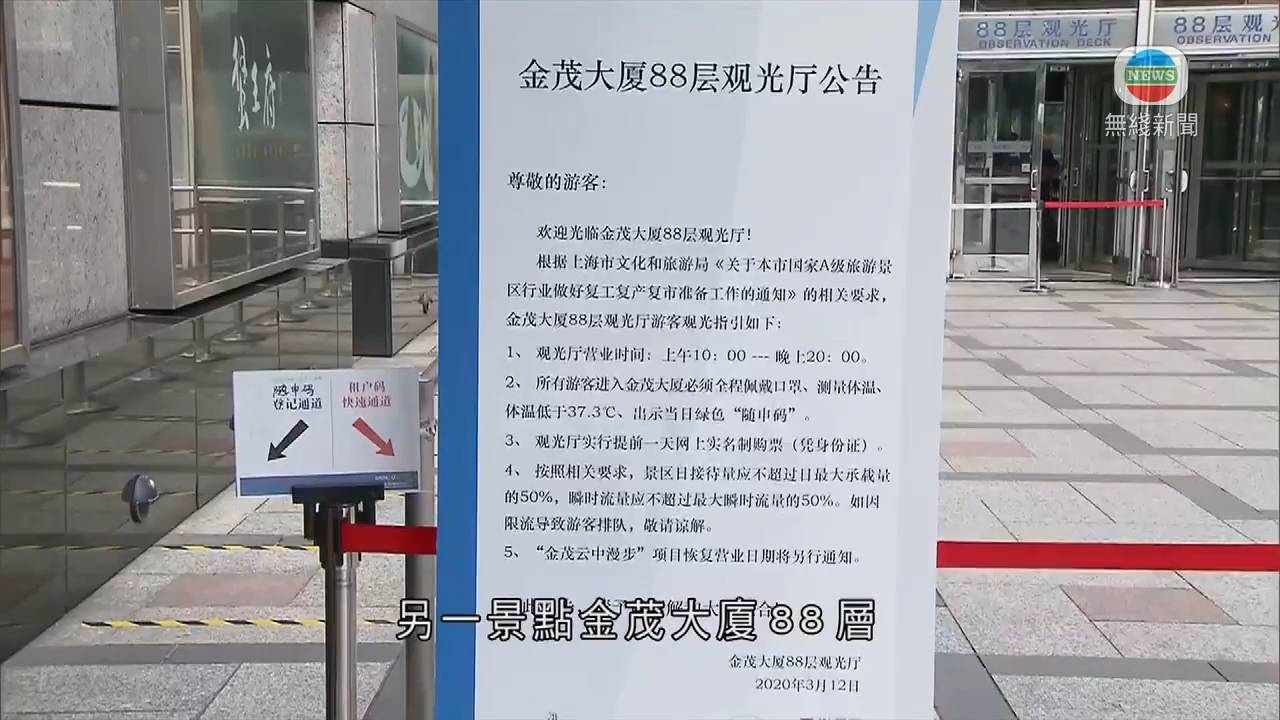 金茂大厦88层观光厅公告
尊敬的游客：
欢迎光临金茂大厦88层观光厅！
根据上海市文化和旅游局《关于本市国家A级旅游景
区行业做好复工复产复市准备工作的通知》的相关要求，
金茂大厦88层观光厅游客观光指引如下：
1、 观光厅营业时间：上午10：00 --- 晚上20：00。
2、 所有游客进入金茂大厦必须全程佩戴口罩、测量体温、
体温低于37.3℃、出示当日绿色“随申码”。
3、 观光厅实行提前一天网上实名制购票（凭身份证）。
4、 按照相关要求，景区日接待量应不超过日最大承载量
的50%，瞬时流量应不超过最大瞬时流量的50%。如因
限流导致游客排队，敬请谅解。
5、 “金茂云中漫步”项目恢复营业日期将另行通知。
金茂大厦88层观光厅
2020年3月12日
随申码
登记通道
租户码
快速通道
88层观光厅
OBSERVATION DECK
88层观光
OBSERVATION
NEWS
無綫新聞
另一景點金茂大廈88層